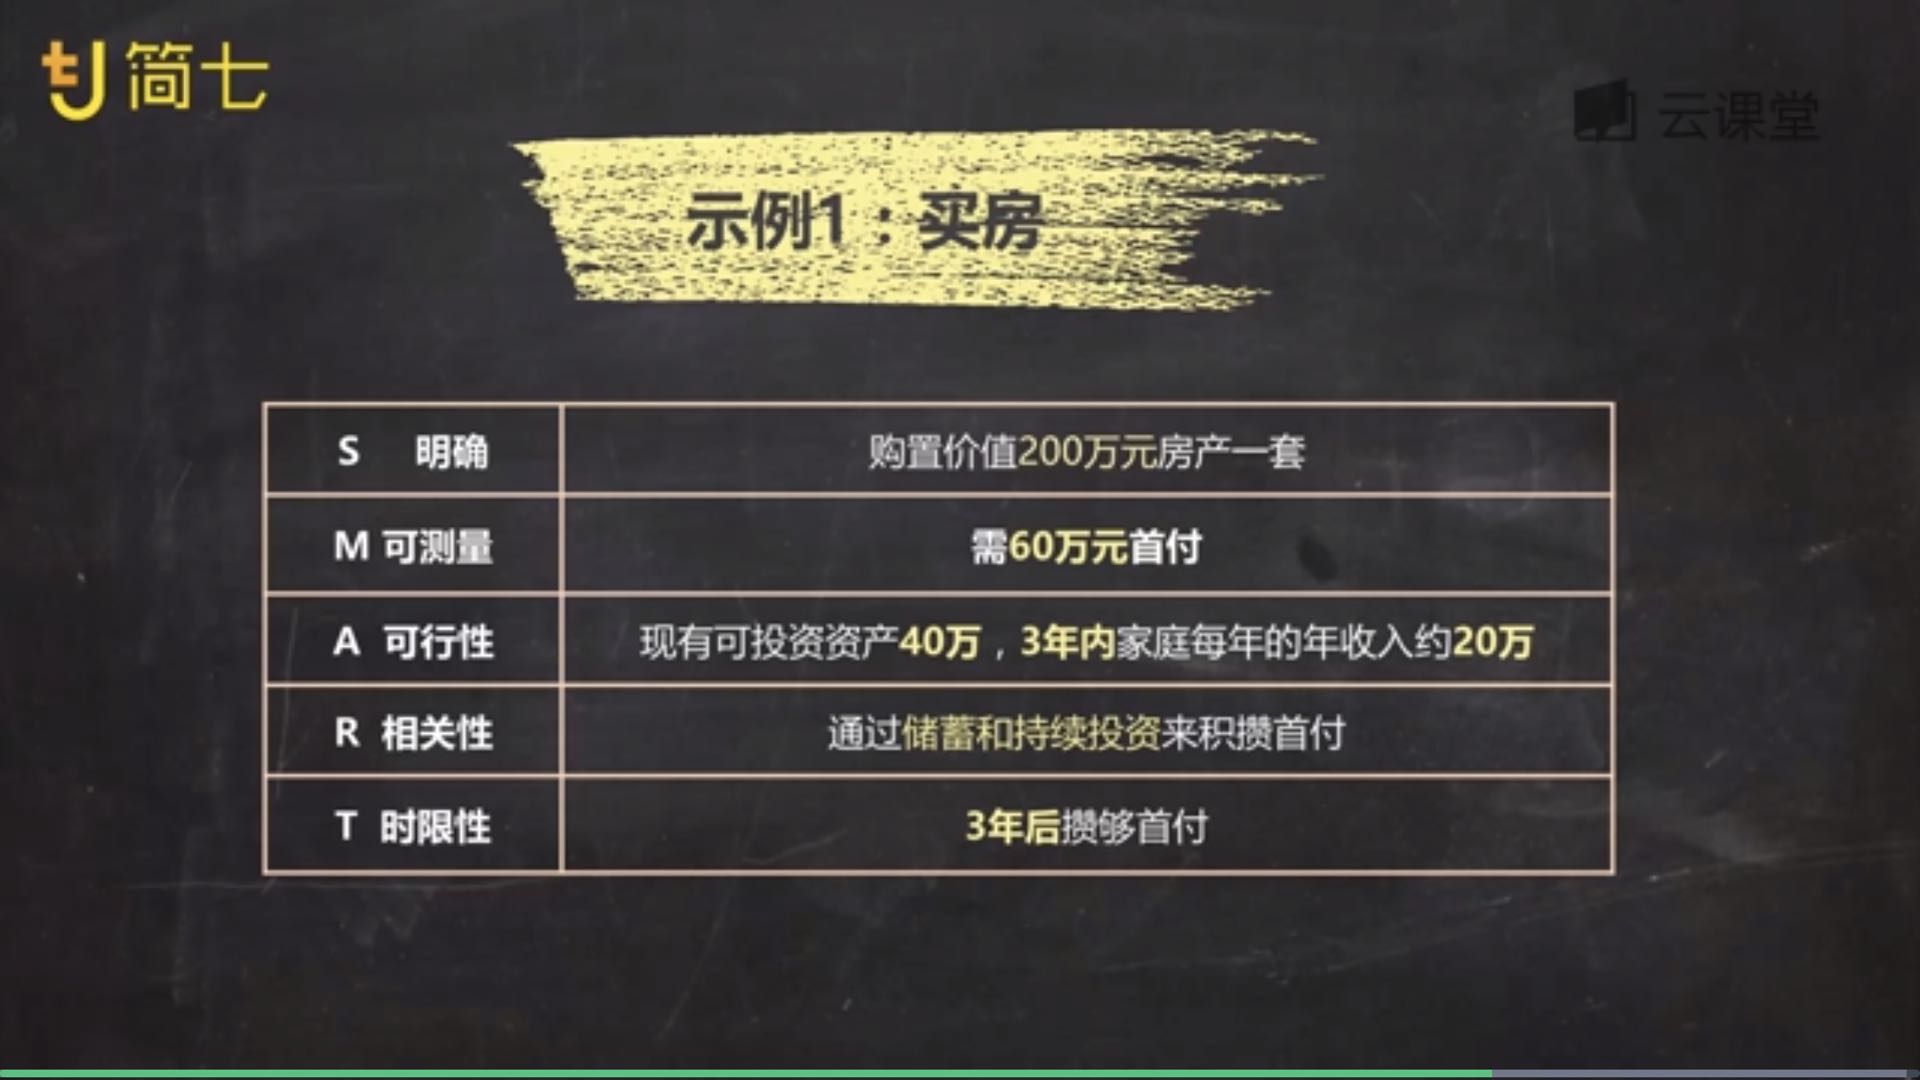 简七
云课堂
示例1：买房
S 明确 购置价值200万元房产一套
M 可测量 需60万元首付
A 可行性 现有可投资资产40万，3年内家庭每年的年收入约20万
R 相关性 通过储蓄和持续投资来积攒首付
T 时限性 3年后攒够首付